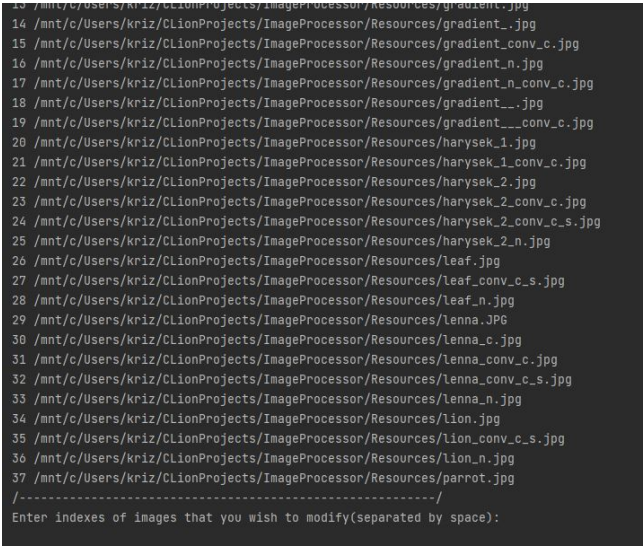 13 /mnt/c/Users/kriz/CLionProjects/ImageProcessor/Resources/gradient.jpg
14 /mnt/c/Users/kriz/CLionProjects/ImageProcessor/Resources/gradient_.jpg
15 /mnt/c/Users/kriz/CLionProjects/ImageProcessor/Resources/gradient_conv_c.jpg
16 /mnt/c/Users/kriz/CLionProjects/ImageProcessor/Resources/gradient_n.jpg
17 /mnt/c/Users/kriz/CLionProjects/ImageProcessor/Resources/gradient_n_conv_c.jpg
18 /mnt/c/Users/kriz/CLionProjects/ImageProcessor/Resources/gradient__.jpg
19 /mnt/c/Users/kriz/CLionProjects/ImageProcessor/Resources/gradient___conv_c.jpg
20 /mnt/c/Users/kriz/CLionProjects/ImageProcessor/Resources/harysek_1.jpg
21 /mnt/c/Users/kriz/CLionProjects/ImageProcessor/Resources/harysek_1_conv_c.jpg
22 /mnt/c/Users/kriz/CLionProjects/ImageProcessor/Resources/harysek_2.jpg
23 /mnt/c/Users/kriz/CLionProjects/ImageProcessor/Resources/harysek_2_conv_c.jpg
24 /mnt/c/Users/kriz/CLionProjects/ImageProcessor/Resources/harysek_2_conv_c_s.jpg
25 /mnt/c/Users/kriz/CLionProjects/ImageProcessor/Resources/harysek_2_n.jpg
26 /mnt/c/Users/kriz/CLionProjects/ImageProcessor/Resources/leaf.jpg
27 /mnt/c/Users/kriz/CLionProjects/ImageProcessor/Resources/leaf_conv_c_s.jpg
28 /mnt/c/Users/kriz/CLionProjects/ImageProcessor/Resources/leaf_n.jpg
29 /mnt/c/Users/kriz/CLionProjects/ImageProcessor/Resources/lenna.JPG
30 /mnt/c/Users/kriz/CLionProjects/ImageProcessor/Resources/lenna_c.jpg
31 /mnt/c/Users/kriz/CLionProjects/ImageProcessor/Resources/lenna_conv_c.jpg
32 /mnt/c/Users/kriz/CLionProjects/ImageProcessor/Resources/lenna_conv_c_s.jpg
33 /mnt/c/Users/kriz/CLionProjects/ImageProcessor/Resources/lenna_n.jpg
34 /mnt/c/Users/kriz/CLionProjects/ImageProcessor/Resources/lion.jpg
35 /mnt/c/Users/kriz/CLionProjects/ImageProcessor/Resources/lion_conv_c_s.jpg
36 /mnt/c/Users/kriz/CLionProjects/ImageProcessor/Resources/lion_n.jpg
37 /mnt/c/Users/kriz/CLionProjects/ImageProcessor/Resources/parrot.jpg
/----------------------------------------------------------/
Enter indexes of images that you wish to modify(separated by space):